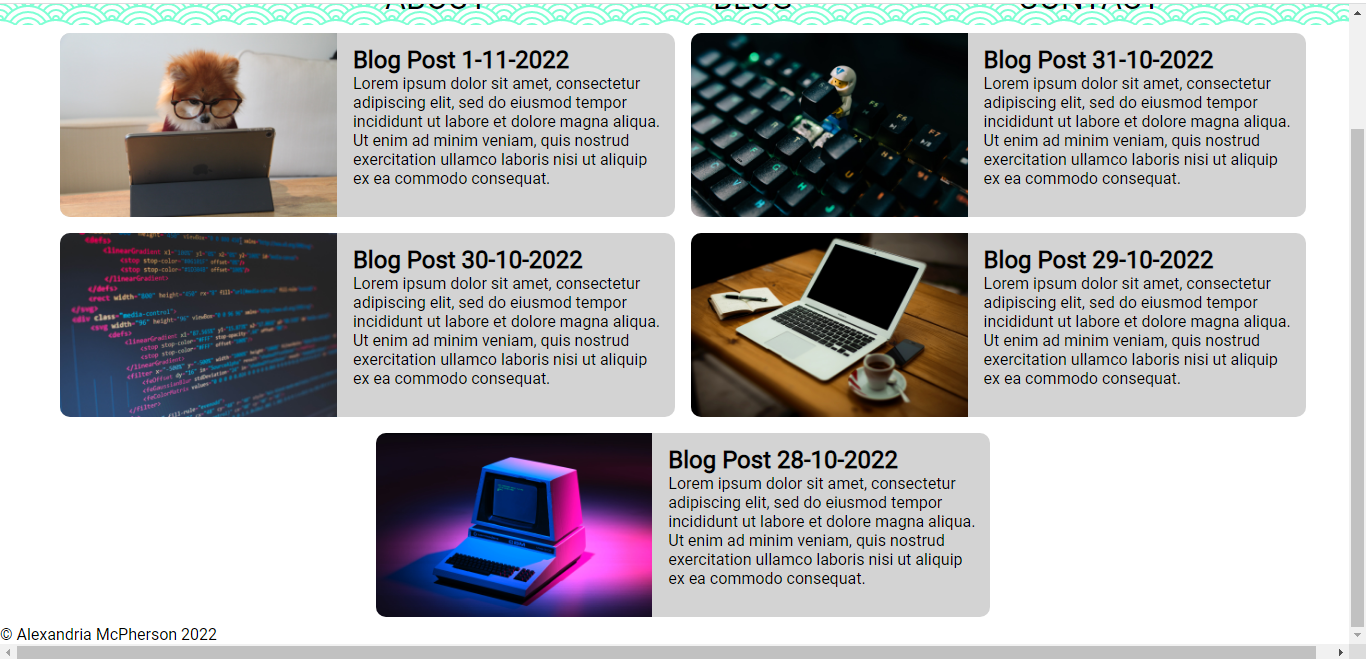 ABOUT BLOG CONTACT
Blog Post 1-11-2022
Lorem ipsum dolor sit amet, consectetur
adipiscing elit, sed do eiusmod tempor
incididunt ut labore et dolore magna aliqua.
Ut enim ad minim veniam, quis nostrud
exercitation ullamco laboris nisi ut aliquip
ex ea commodo consequat.
Blog Post 31-10-2022
Lorem ipsum dolor sit amet, consectetur
adipiscing elit, sed do eiusmod tempor
incididunt ut labore et dolore magna aliqua.
Ut enim ad minim veniam, quis nostrud
exercitation ullamco laboris nisi ut aliquip
ex ea commodo consequat.
Blog Post 30-10-2022
Lorem ipsum dolor sit amet, consectetur
adipiscing elit, sed do eiusmod tempor
incididunt ut labore et dolore magna aliqua.
Ut enim ad minim veniam, quis nostrud
exercitation ullamco laboris nisi ut aliquip
ex ea commodo consequat.
Blog Post 29-10-2022
Lorem ipsum dolor sit amet, consectetur
adipiscing elit, sed do eiusmod tempor
incididunt ut labore et dolore magna aliqua.
Ut enim ad minim veniam, quis nostrud
exercitation ullamco laboris nisi ut aliquip
ex ea commodo consequat.
Blog Post 28-10-2022
Lorem ipsum dolor sit amet, consectetur
adipiscing elit, sed do eiusmod tempor
incididunt ut labore et dolore magna aliqua.
Ut enim ad minim veniam, quis nostrud
exercitation ullamco laboris nisi ut aliquip
ex ea commodo consequat.
© Alexandria McPherson 2022